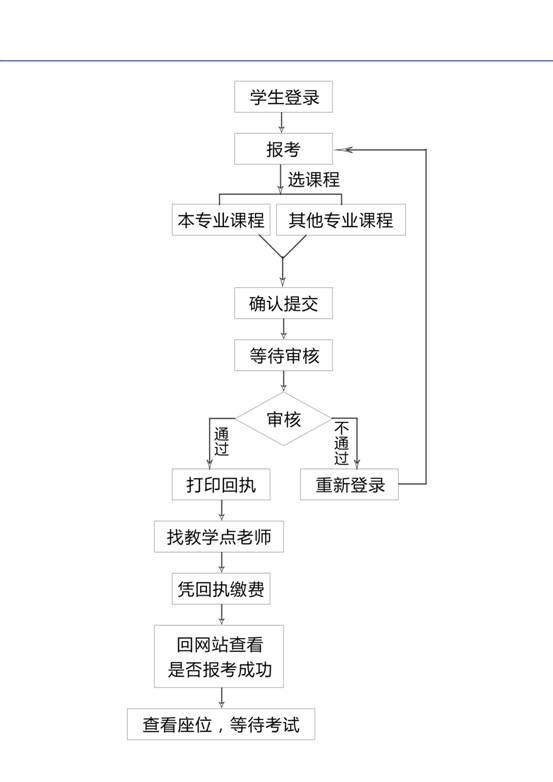 学生登录
报考
选课程
本专业课程
其他专业课程
确认提交
等待审核
审核
通过
不通过
打印回执
重新登录
找教学点老师
凭回执缴费
回网站查看
是否报考成功
查看座位，等待考试